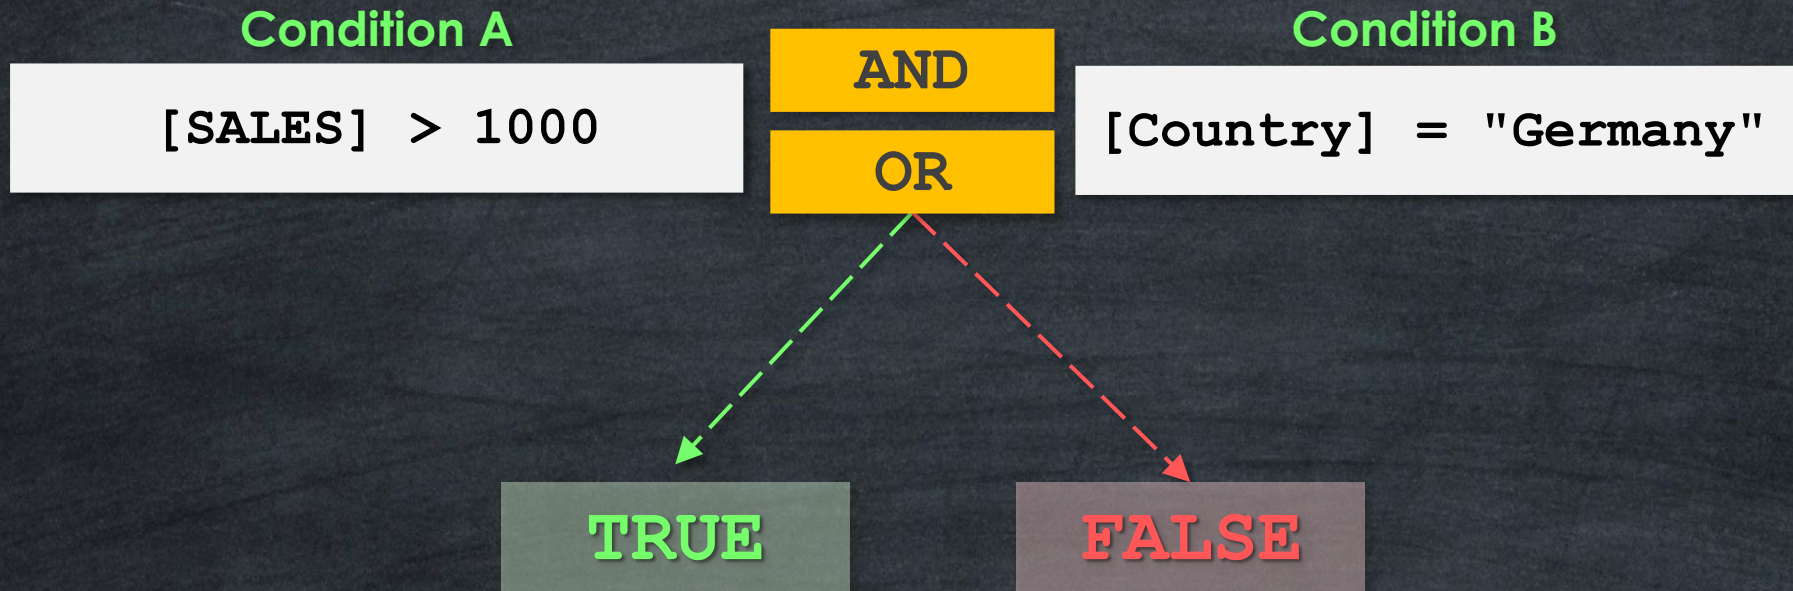 Condition A
Condition B
[SALES] > 1000
AND
OR
[Country] = "Germany"
TRUE
FALSE